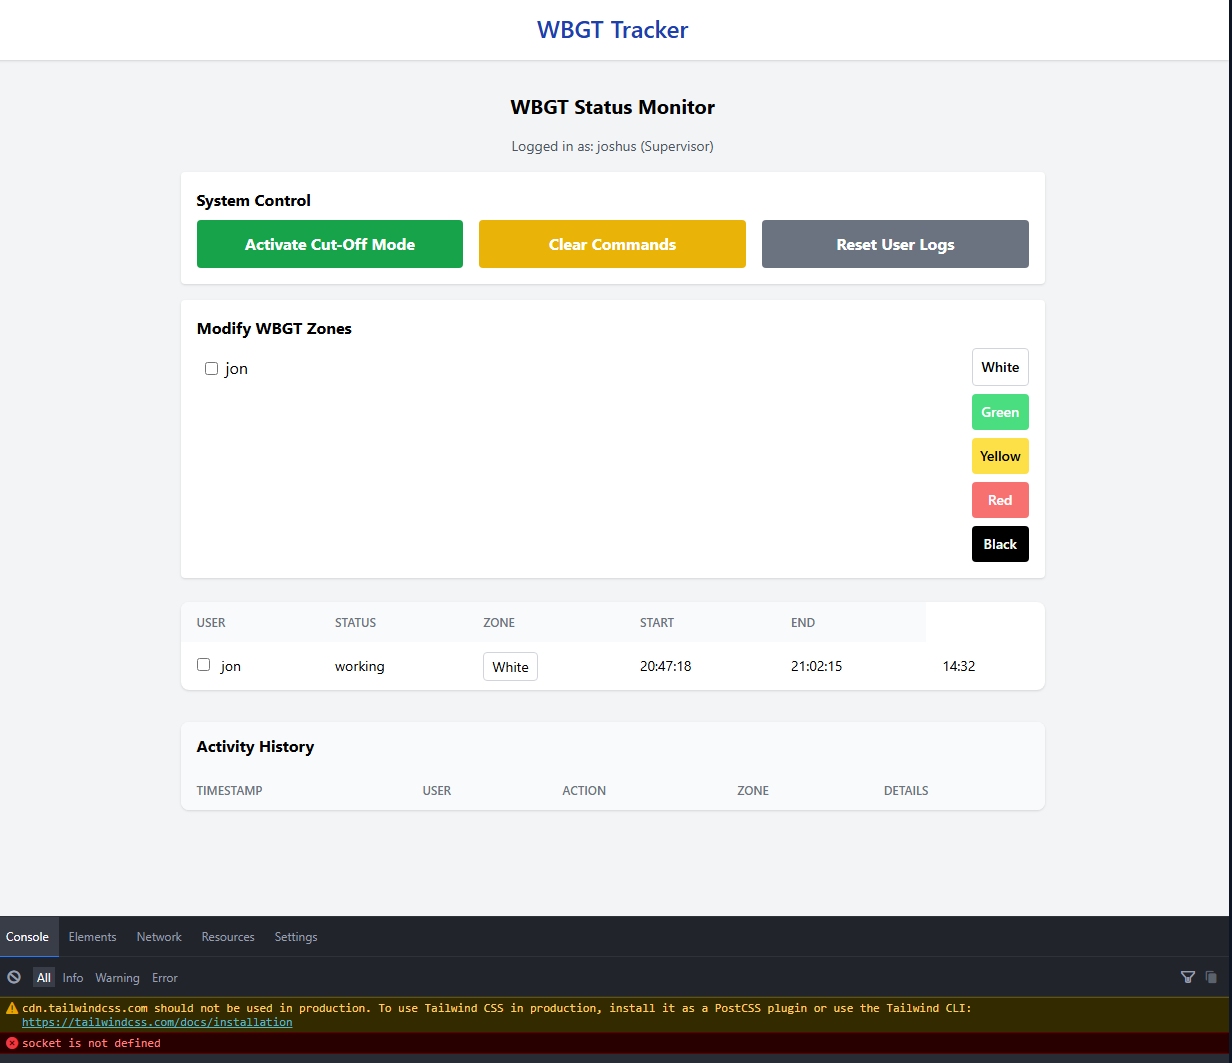 WBGT Tracker
WBGT Status Monitor
Logged in as: joshus (Supervisor)
System Control
Activate Cut-Off Mode
Clear Commands
Reset User Logs
Modify WBGT Zones
jon
White
Green
Yellow
Red
Black
USER STATUS ZONE START END
jon working White 20:47:18 21:02:15 14:32
Activity History
TIMESTAMP USER ACTION ZONE DETAILS
Console Elements Network Resources Settings
All Info Warning Error
cdn.tailwindcss.com should not be used in production. To use Tailwind CSS in production, install it as a PostCSS plugin or use the Tailwind CLI:
https://tailwindcss.com/docs/installation
socket is not defined